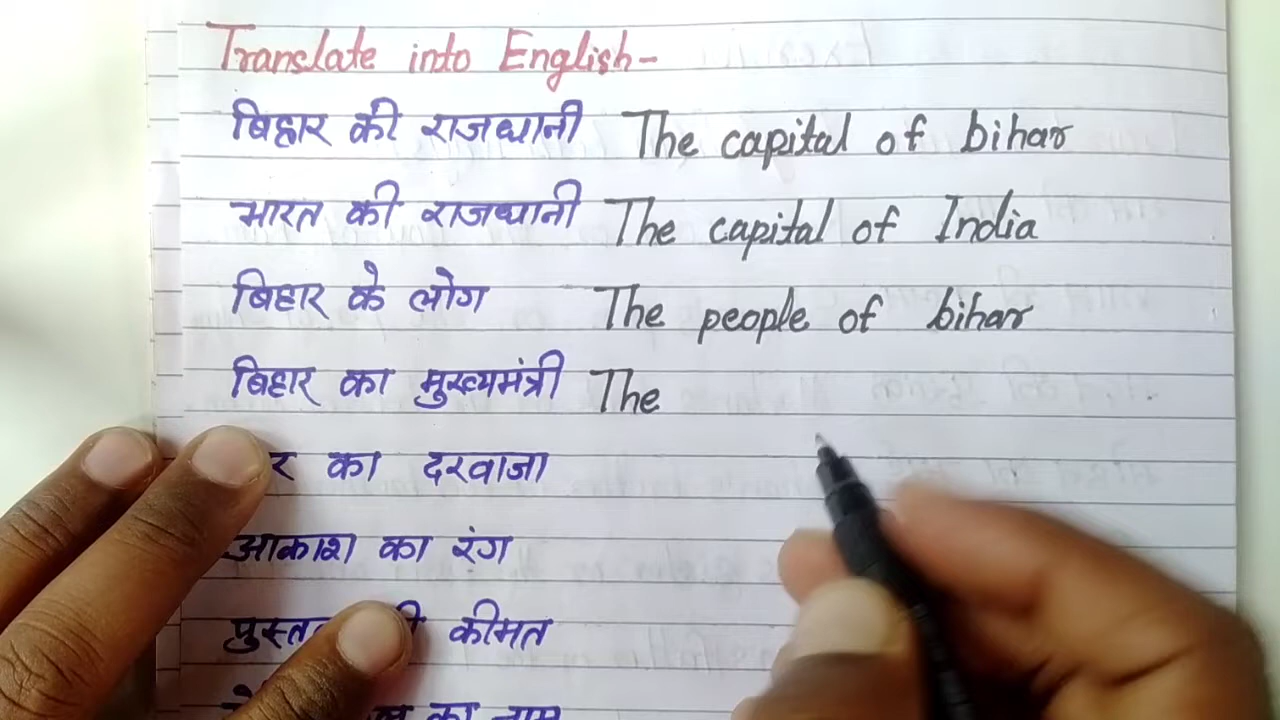 Translate into English-
बिहार की राजधानी The capital of bihar
भारत की राजधानी The capital of India
बिहार के लोग The people of bihar
बिहार का मुख्यमंत्री The
का दरवाजा
आकाश का रंग
कीमत
का नाम